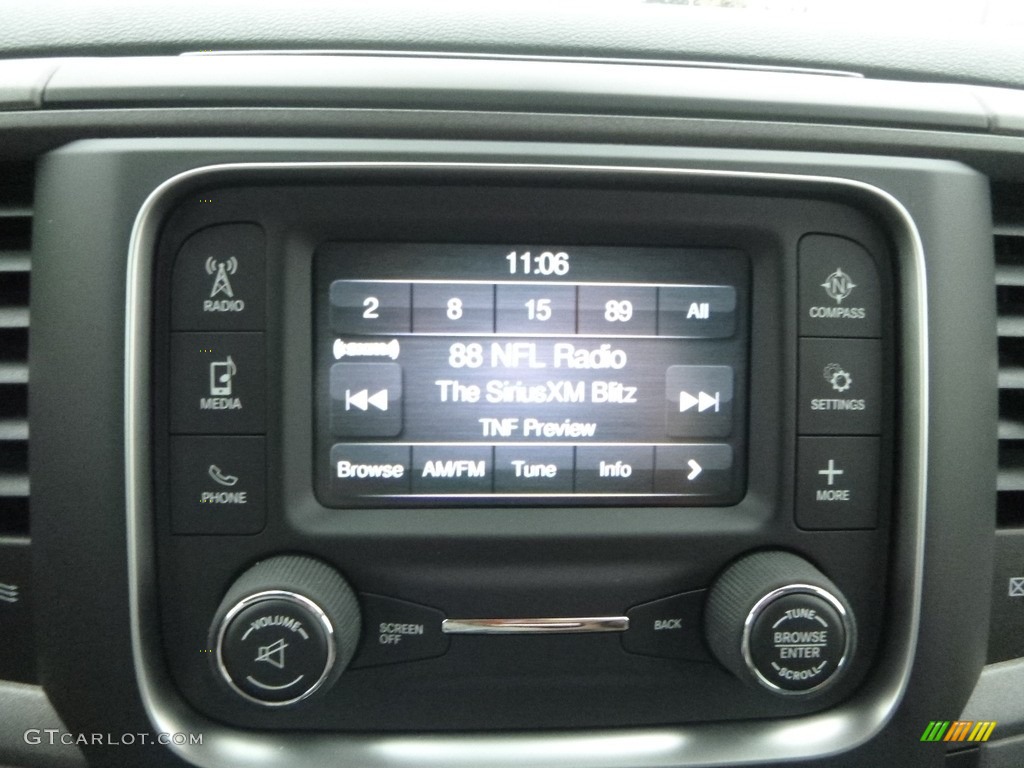 11:06
2 8 15 89 All
88 NFL Radio
The SiriusXM Blitz
TNF Preview
Browse AM/FM Tune Info
RADIO
MEDIA
PHONE
N
COMPASS
SETTINGS
MORE
VOLUME
SCREEN
OFF
BACK
TUNE
BROWSE
ENTER
SCROLL
GTCARLOT.COM